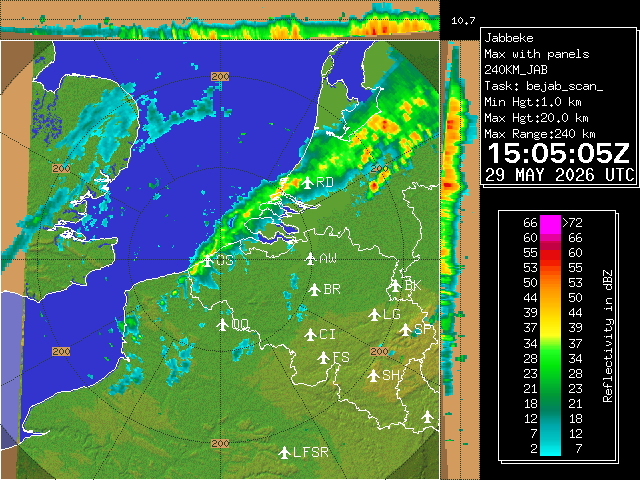 10.7
Jabbeke
Max with panels
240KM_JAB
Task: bejab_scan_
Min Hgt:1.0 km
Max Hgt:20.0 km
Max Range:240 km
15:05:05Z
29 MAY 2026 UTC
200
200
200
RD
OS
AW
BR
BK
LG
SP
OO
CI
FS
SH
200
200
200
LFSR
66 >72
60 66
55 60
53 55
50 53
44 50
39 44
37 39
34 37
28 34
23 28
21 23
18 21
12 18
7 12
2 7
Reflectivity in dBZ